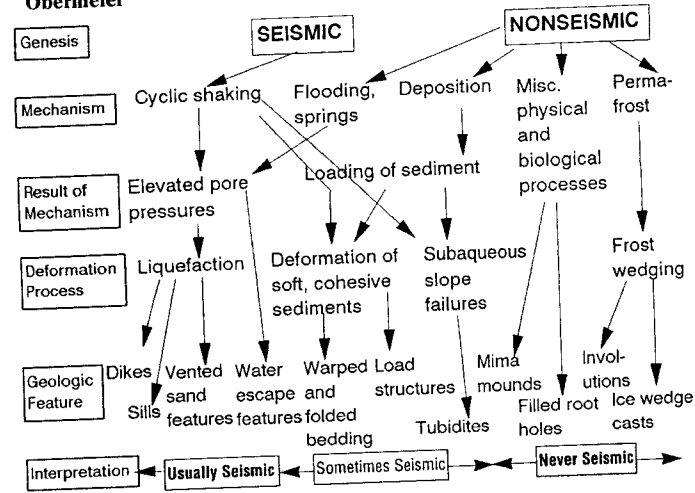 Obermeier
Genesis
SEISMIC
NONSEISMIC
Mechanism
Cyclic shaking
Flooding,
springs
Deposition
Misc.
physical
and
biological
processes
Perma-
frost
Result of
Mechanism
Elevated pore
pressures
Loading of sediment
Deformation
Process
Liquefaction
Deformation of
soft, cohesive
sediments
Subaqueous
slope
failures
Frost
wedging
Geologic
Feature
Dikes
Sills
Vented
sand
features
Water
escape
features
Warped
and
folded
bedding
Load
structures
Tubidites
Mima
mounds
Filled root
holes
Invol-
utions
Ice wedge
casts
Interpretation
Usually Seismic
Sometimes Seismic
Never Seismic